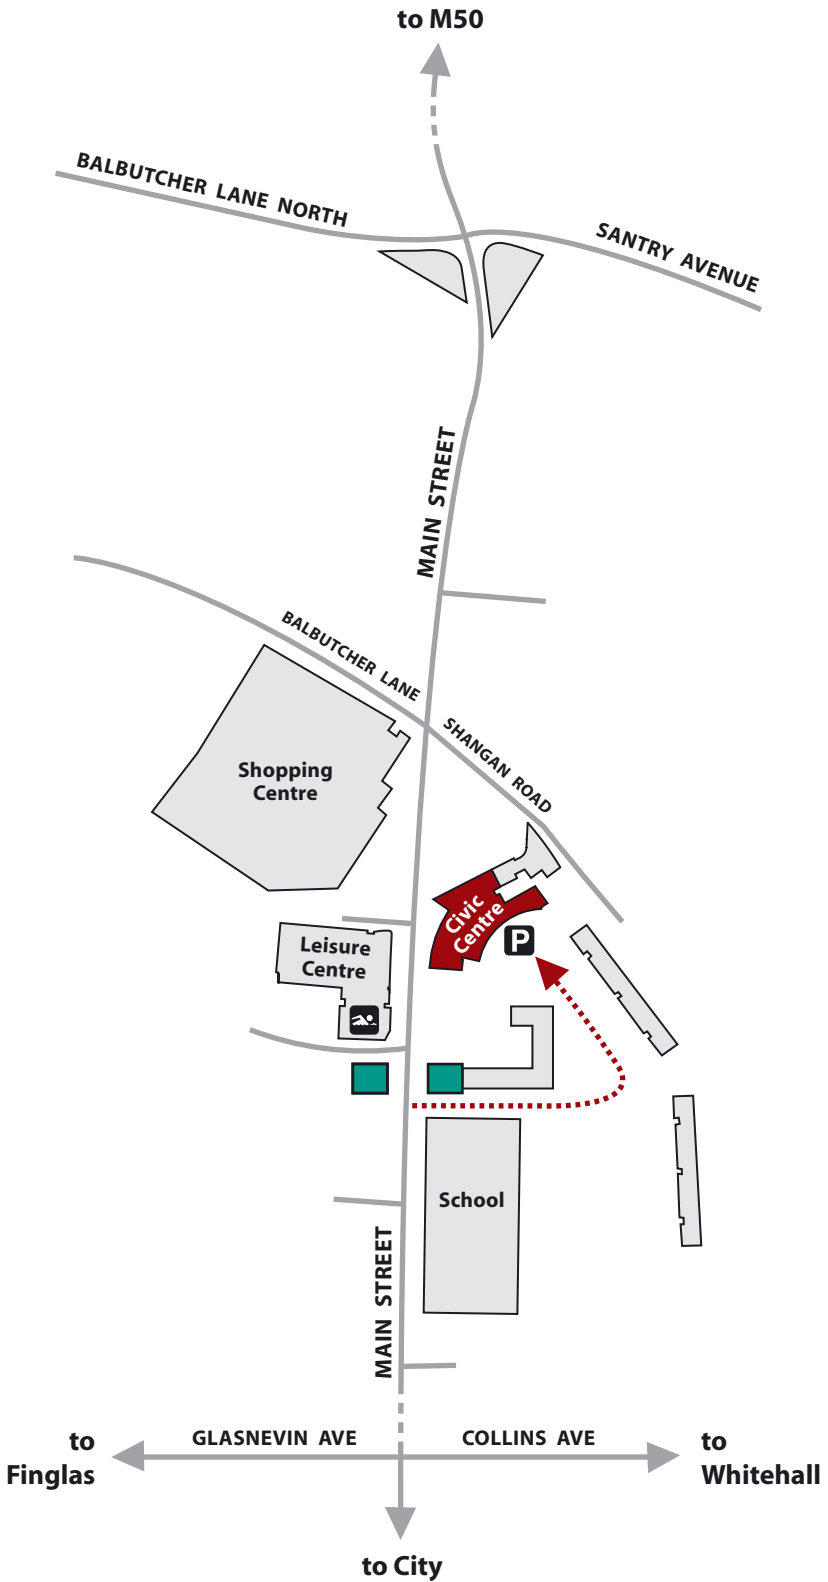 to M50
BALBUTCHER LANE NORTH
SANTRY AVENUE
MAIN STREET
BALBUTCHER LANE
SHANGAN ROAD
Shopping
Centre
Civic
Centre
P
Leisure
Centre
School
MAIN STREET
to
Finglas
GLASNEVIN AVE
COLLINS AVE
to
Whitehall
to City